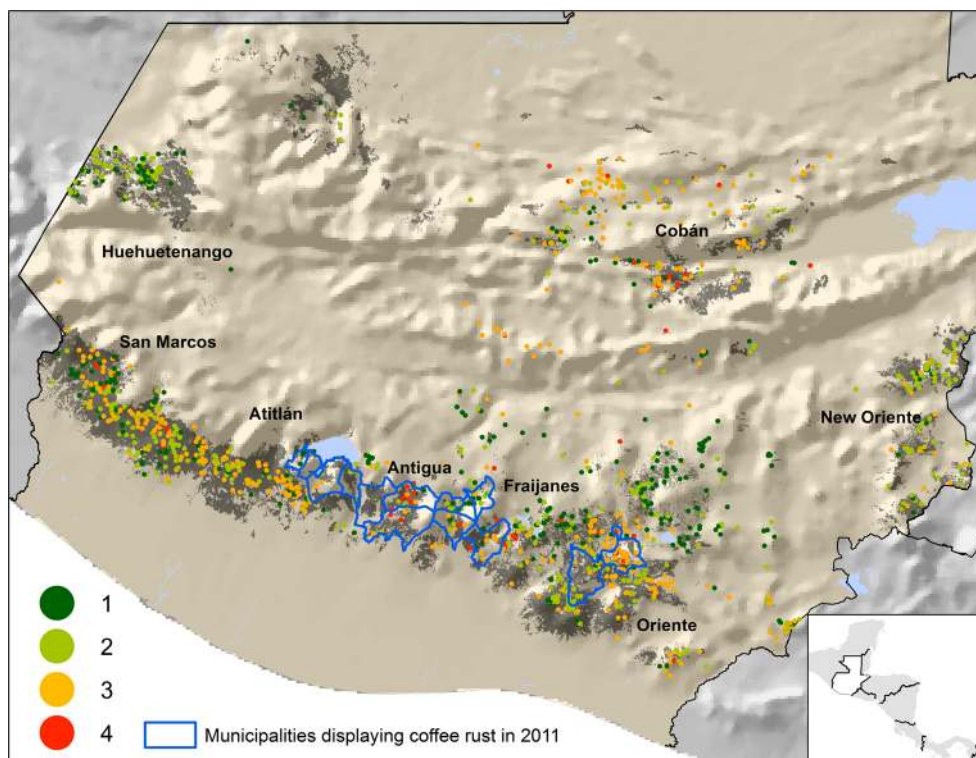 Cobán
Huehuetenango
San Marcos
Atitlán
New Oriente
Antigua
Fraijanes
Oriente
1
2
3
4
Municipalities displaying coffee rust in 2011